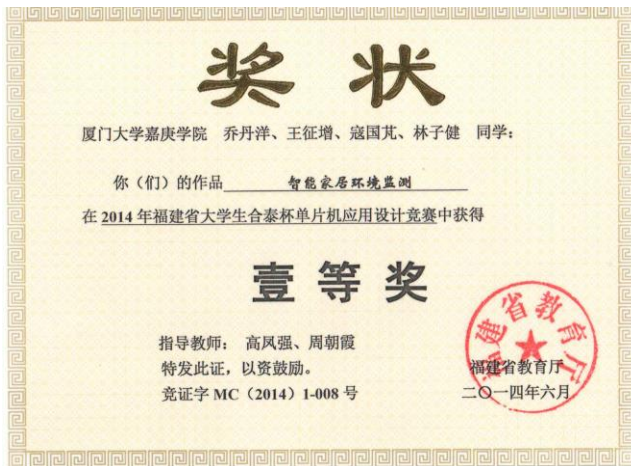 奖 状
厦门大学嘉庚学院 乔丹洋、王征增、寇国芃、林子健 同学：
你（们）的作品 智能家居环境监测
在 2014 年福建省大学生合泰杯单片机应用设计竞赛中获得
壹 等 奖
指导教师： 高凤强、周朝霞
特发此证，以资鼓励。
竞证字 MC（2014）1-008 号
福建省教育厅
福建省教育厅
二〇一四年六月